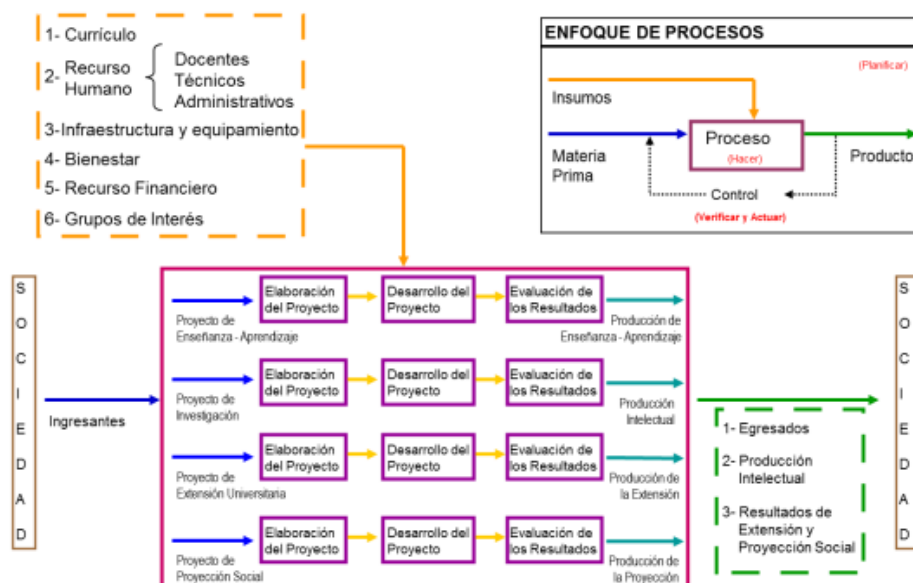 1- Currículo
2- Recurso
Humano
Docentes
Técnicos
Administrativos
3-Infraestructura y equipamiento
4- Bienestar
5- Recurso Financiero
6- Grupos de Interés
ENFOQUE DE PROCESOS
(Planificar)
Insumos
Materia
Prima
Proceso
(Hacer)
Producto
Control
(Verificar y Actuar)
SOCIEDAD
Ingresantes
Proyecto de
Enseñanza - Aprendizaje
Elaboración
del Proyecto
Desarrollo del
Proyecto
Evaluación de
los Resultados
Producción de
Enseñanza - Aprendizaje
Proyecto de
Investigación
Elaboración
del Proyecto
Desarrollo del
Proyecto
Evaluación de
los Resultados
Producción
Intelectual
Proyecto de
Extensión Universitaria
Elaboración
del Proyecto
Desarrollo del
Proyecto
Evaluación de
los Resultados
Producción de
la Extensión
Proyecto de
Proyección Social
Elaboración
del Proyecto
Desarrollo del
Proyecto
Evaluación de
los Resultados
Producción de
la Proyección
1- Egresados
2- Producción
Intelectual
3- Resultados de
Extensión y
Proyección Social
SOCIEDAD